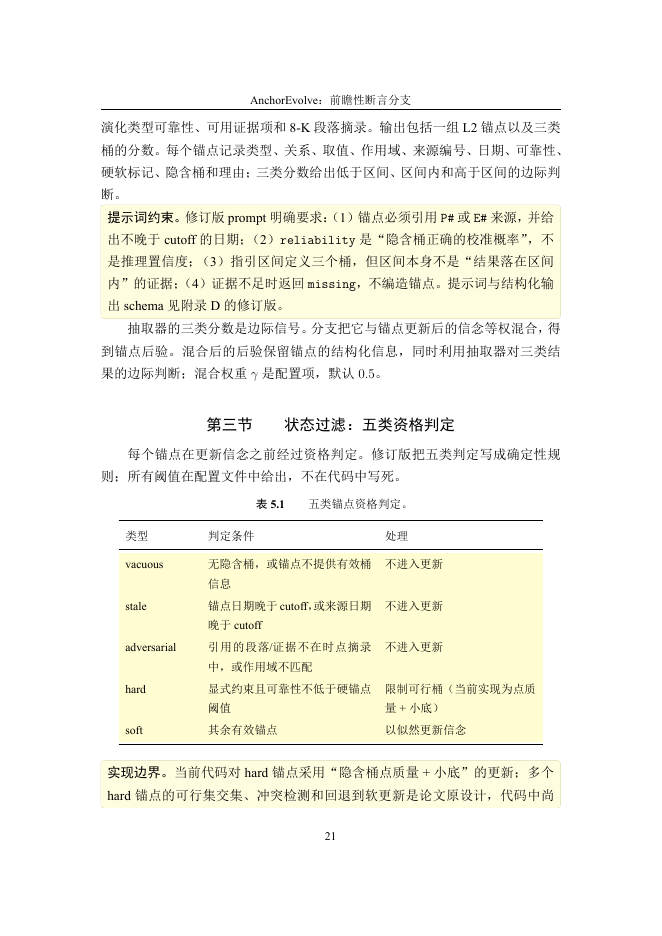 AnchorEvolve：前瞻性断言分支
演化类型可靠性、可用证据项和 8-K 段落摘录。输出包括一组 L2 锚点以及三类
桶的分数。每个锚点记录类型、关系、取值、作用域、来源编号、日期、可靠性、
硬软标记、隐含桶和理由；三类分数给出低于区间、区间内和高于区间的边际判
断。
提示词约束。修订版 prompt 明确要求：（1）锚点必须引用 P# 或 E# 来源，并给
出不晚于 cutoff 的日期；（2）reliability 是“隐含桶正确的校准概率”，不
是推理置信度；（3）指引区间定义三个桶，但区间本身不是“结果落在区间
内”的证据；（4）证据不足时返回 missing，不编造锚点。提示词与结构化输
出 schema 见附录 D 的修订版。
抽取器的三类分数是边际信号。分支把它与锚点更新后的信念等权混合，得
到锚点后验。混合后的后验保留锚点的结构化信息，同时利用抽取器对三类结
果的边际判断；混合权重 γ 是配置项，默认 0.5。
第三节 状态过滤：五类资格判定
每个锚点在更新信念之前经过资格判定。修订版把五类判定写成确定性规
则；所有阈值在配置文件中给出，不在代码中写死。
表 5.1 五类锚点资格判定。
类型 判定条件 处理
vacuous 无隐含桶，或锚点不提供有效桶 不进入更新
信息
stale 锚点日期晚于 cutoff，或来源日期 不进入更新
晚于 cutoff
adversarial 引用的段落/证据不在时点摘录 不进入更新
中，或作用域不匹配
hard 显式约束且可靠性不低于硬锚点 限制可行桶（当前实现为点质
阈值 量 + 小底）
soft 其余有效锚点 以似然更新信念
实现边界。当前代码对 hard 锚点采用“隐含桶点质量 + 小底”的更新；多个
hard 锚点的可行集交集、冲突检测和回退到软更新是论文原设计，代码中尚
21